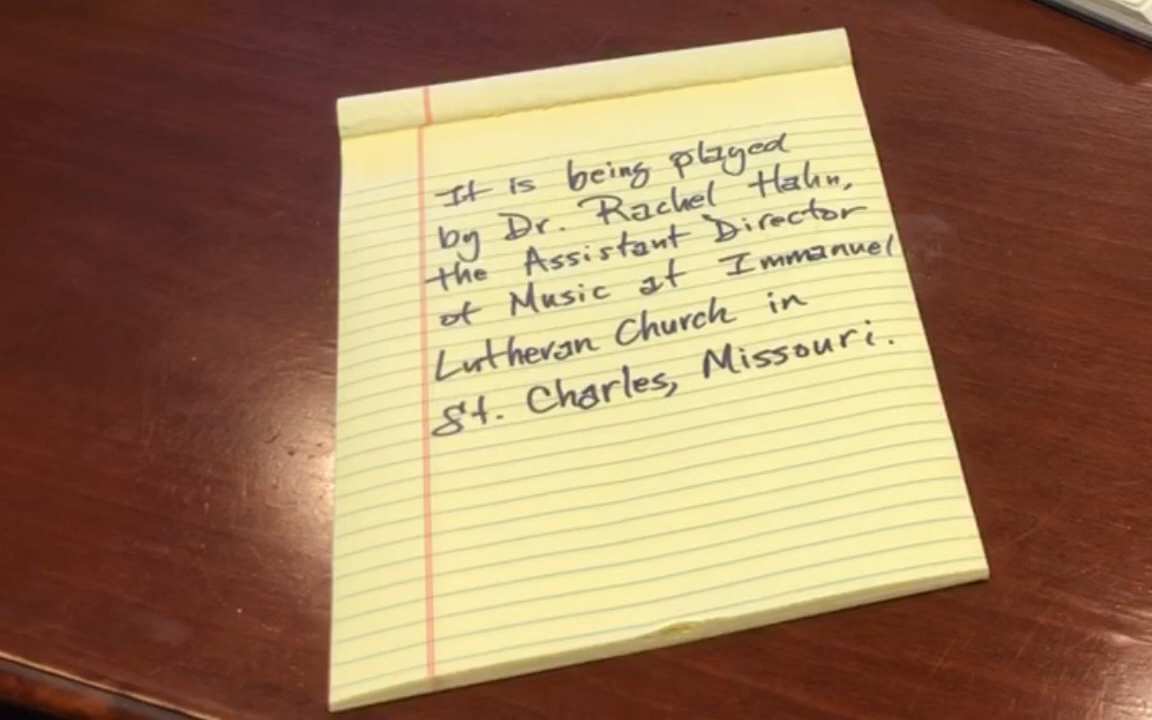 It is being played
by Dr. Rachel Hahn,
the Assistant Director
of Music at Immanuel
Lutheran Church in
St. Charles, Missouri.